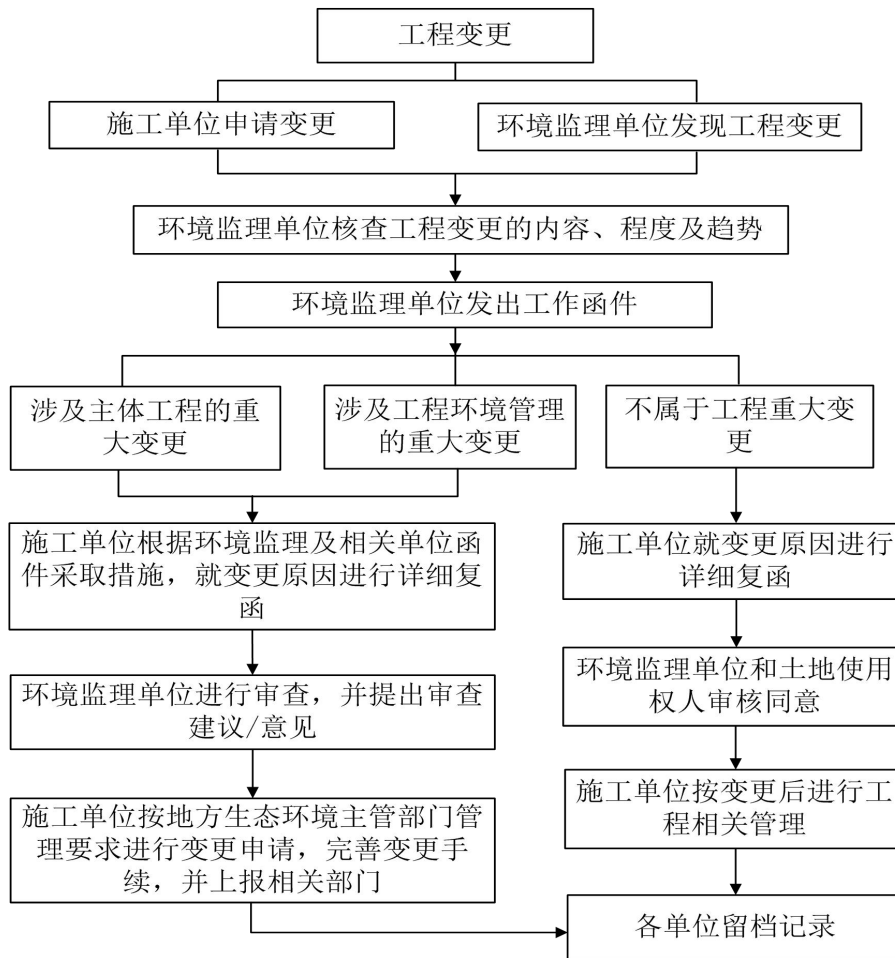 工程变更
施工单位申请变更
环境监理单位发现工程变更
环境监理单位核查工程变更的内容、程度及趋势
环境监理单位发出工作函件
涉及主体工程的重
大变更
涉及工程环境管理
的重大变更
不属于工程重大变
更
施工单位根据环境监理及相关单位函
件采取措施，就变更原因进行详细复
函
施工单位就变更原因进行
详细复函
环境监理单位进行审查，并提出审查
建议/意见
环境监理单位和土地使用
权人审核同意
施工单位按地方生态环境主管部门管
理要求进行变更申请，完善变更手
续，并上报相关部门
施工单位按变更后进行工
程相关管理
各单位留档记录